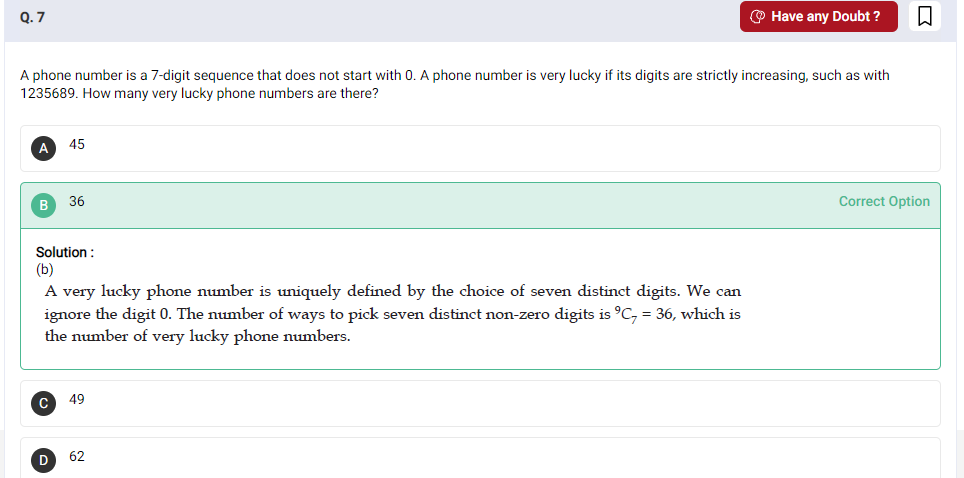 Q. 7
Have any Doubt ?
A phone number is a 7-digit sequence that does not start with 0. A phone number is very lucky if its digits are strictly increasing, such as with
1235689. How many very lucky phone numbers are there?
A 45
B 36 Correct Option
Solution :
(b)
A very lucky phone number is uniquely defined by the choice of seven distinct digits. We can
ignore the digit 0. The number of ways to pick seven distinct non-zero digits is ⁹C₇ = 36, which is
the number of very lucky phone numbers.
C 49
D 62